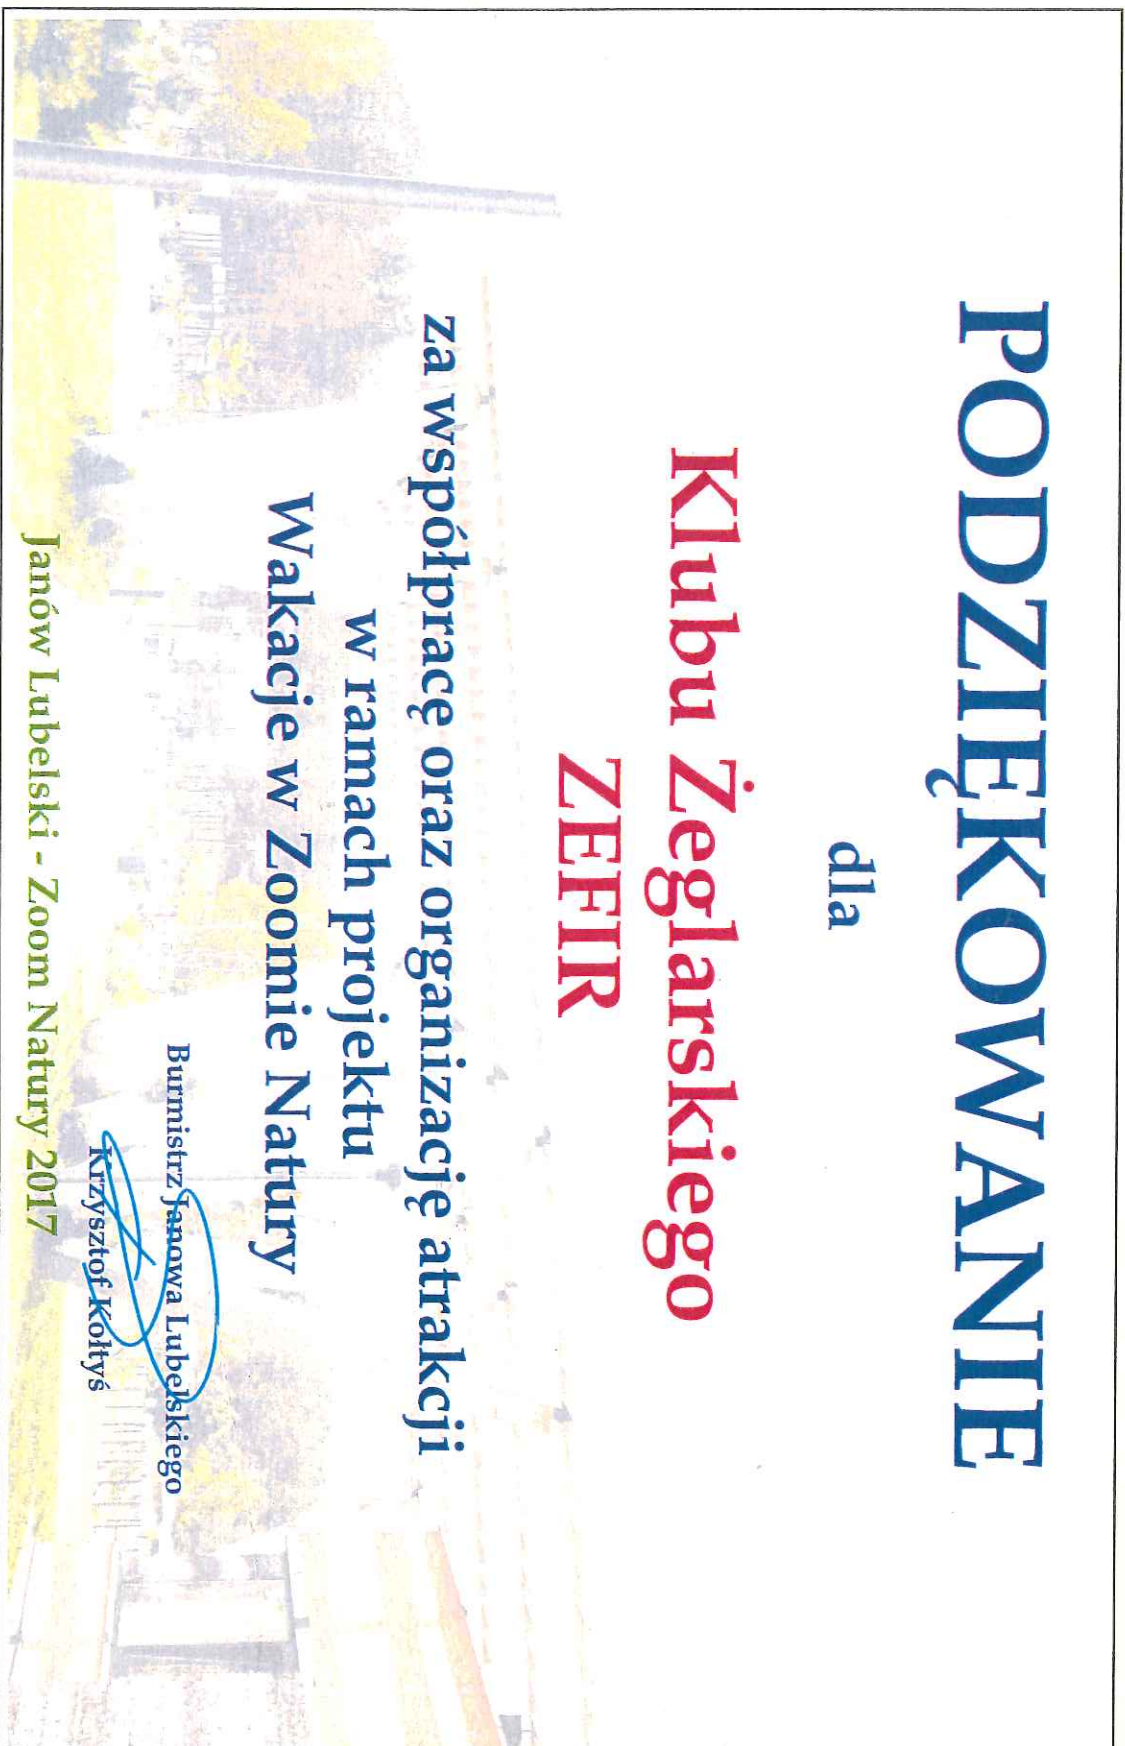 PODZIĘKOWANIE
dla
Klubu Żeglarskiego
ZEFIR
za współpracę oraz organizację atrakcji
w ramach projektu
Wakacje w Zoomie Natury
Burmistrz Janowa Lubelskiego
Krzysztof Kołtyś
Janów Lubelski - Zoom Natury 2017